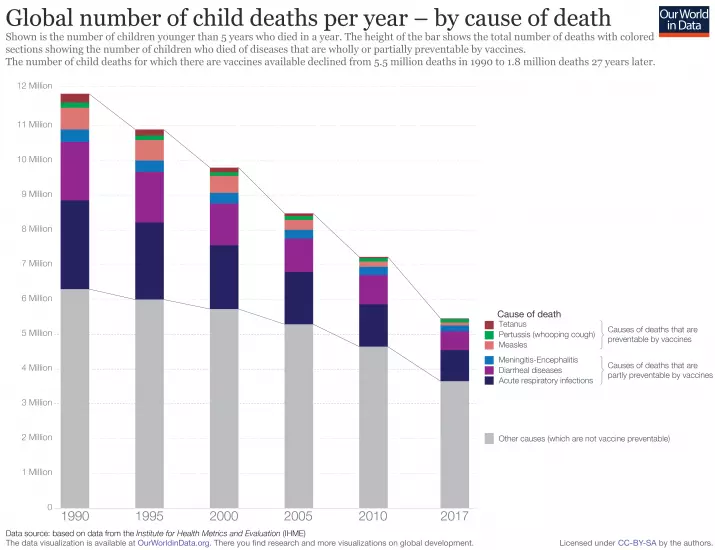 Global number of child deaths per year – by cause of death
Our World
in Data
Shown is the number of children younger than 5 years who died in a year. The height of the bar shows the total number of deaths with colored
sections showing the number of children who died of diseases that are wholly or partially preventable by vaccines.
The number of child deaths for which there are vaccines available declined from 5.5 million deaths in 1990 to 1.8 million deaths 27 years later.
12 Million
11 Million
10 Million
9 Million
8 Million
7 Million
6 Million
5 Million
4 Million
3 Million
2 Million
1 Million
0
1990 1995 2000 2005 2010 2017
Cause of death
Tetanus
Pertussis (whooping cough)
Measles
Causes of deaths that are
preventable by vaccines
Meningitis-Encephalitis
Diarrheal diseases
Acute respiratory infections
Causes of deaths that are
partly preventable by vaccines
Other causes (which are not vaccine preventable)
Data source: based on data from the Institute for Health Metrics and Evaluation (IHME)
The data visualization is available at OurWorldinData.org. There you find research and more visualizations on global development.
Licensed under CC-BY-SA by the authors.